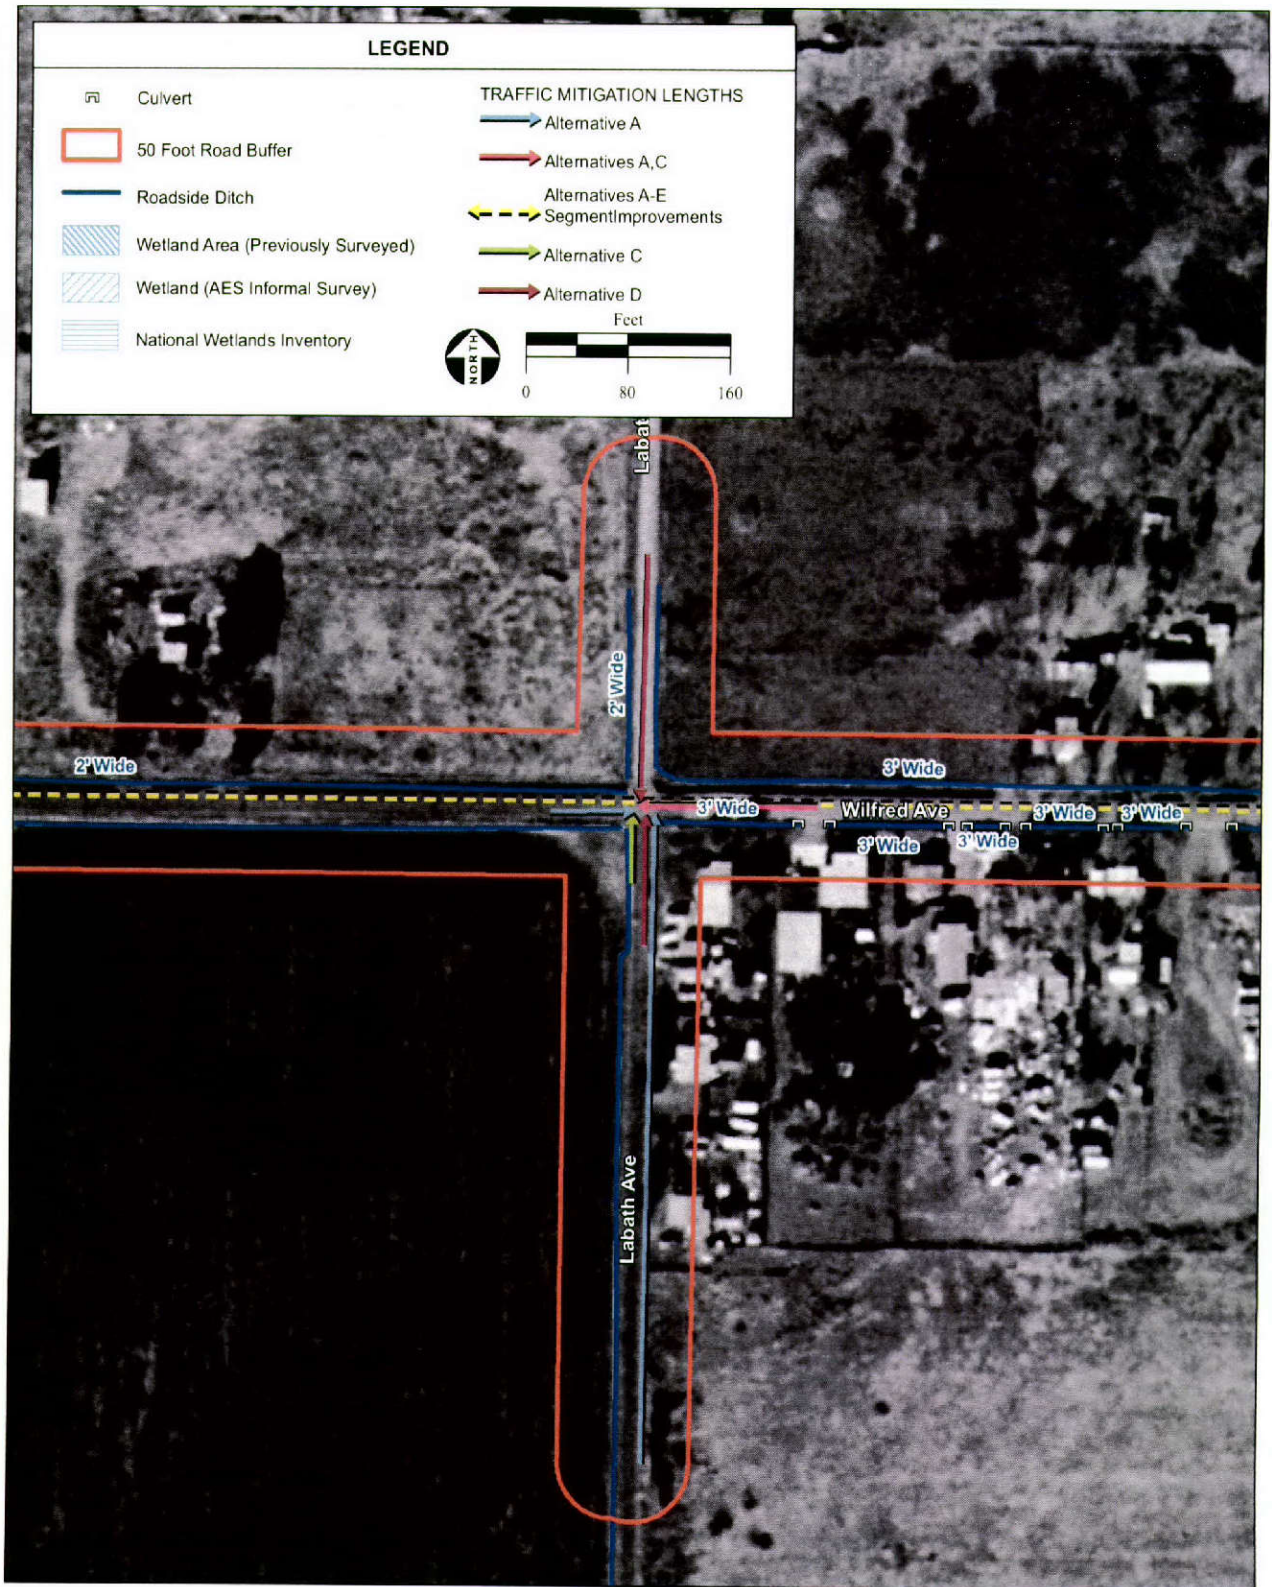 LEGEND
Culvert
50 Foot Road Buffer
Roadside Ditch
Wetland Area (Previously Surveyed)
Wetland (AES Informal Survey)
National Wetlands Inventory
TRAFFIC MITIGATION LENGTHS
Alternative A
Alternatives A,C
Alternatives A-E
SegmentImprovements
Alternative C
Alternative D
NORTH
Feet
0 80 160
Labat
2' Wide
2' Wide
3' Wide
3' Wide
Wilfred Ave
3' Wide
3' Wide
3' Wide
3' Wide
Labath Ave